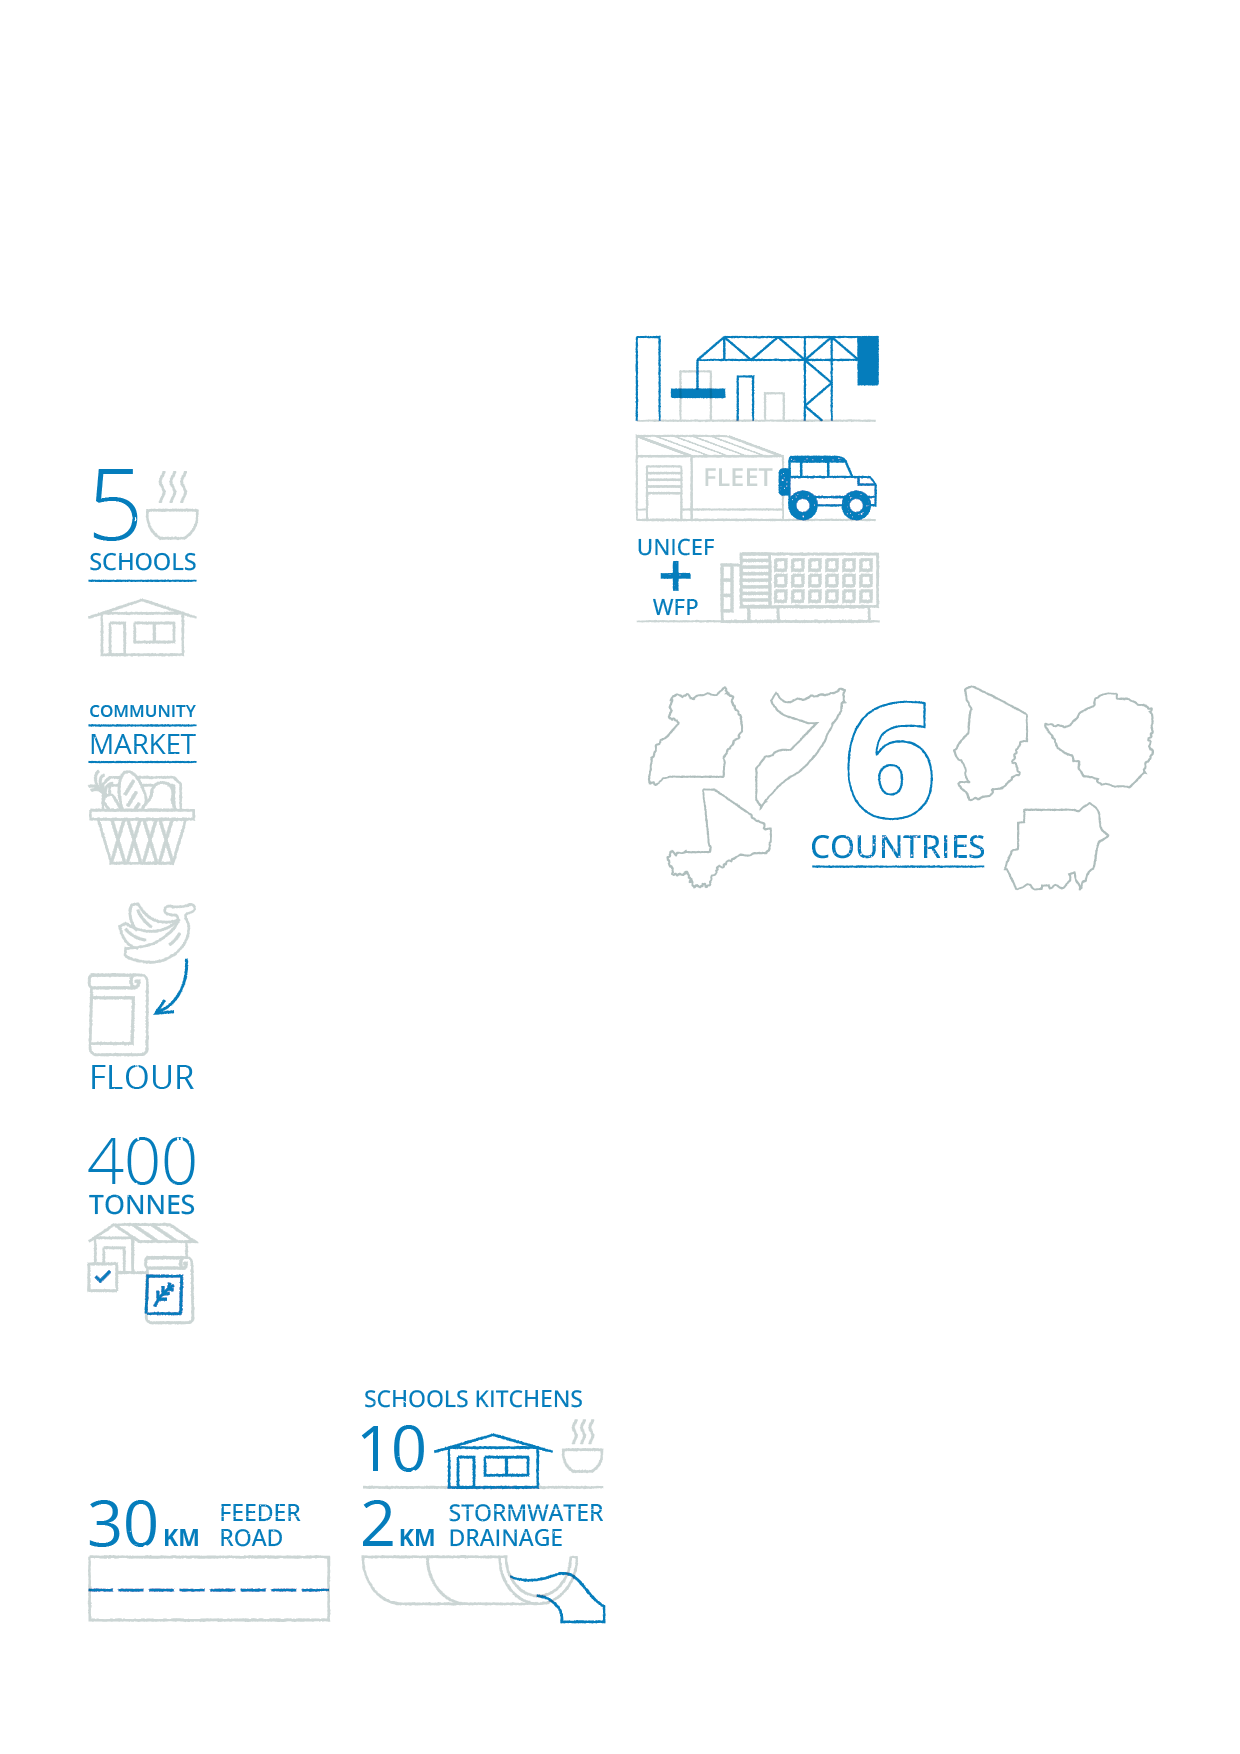 5
SCHOOLS
COMMUNITY
MARKET
FLOUR
400
TONNES
30 KM FEEDER
ROAD
SCHOOLS KITCHENS
10
2 KM STORMWATER
DRAINAGE
FLEET
UNICEF
+
WFP
6
COUNTRIES